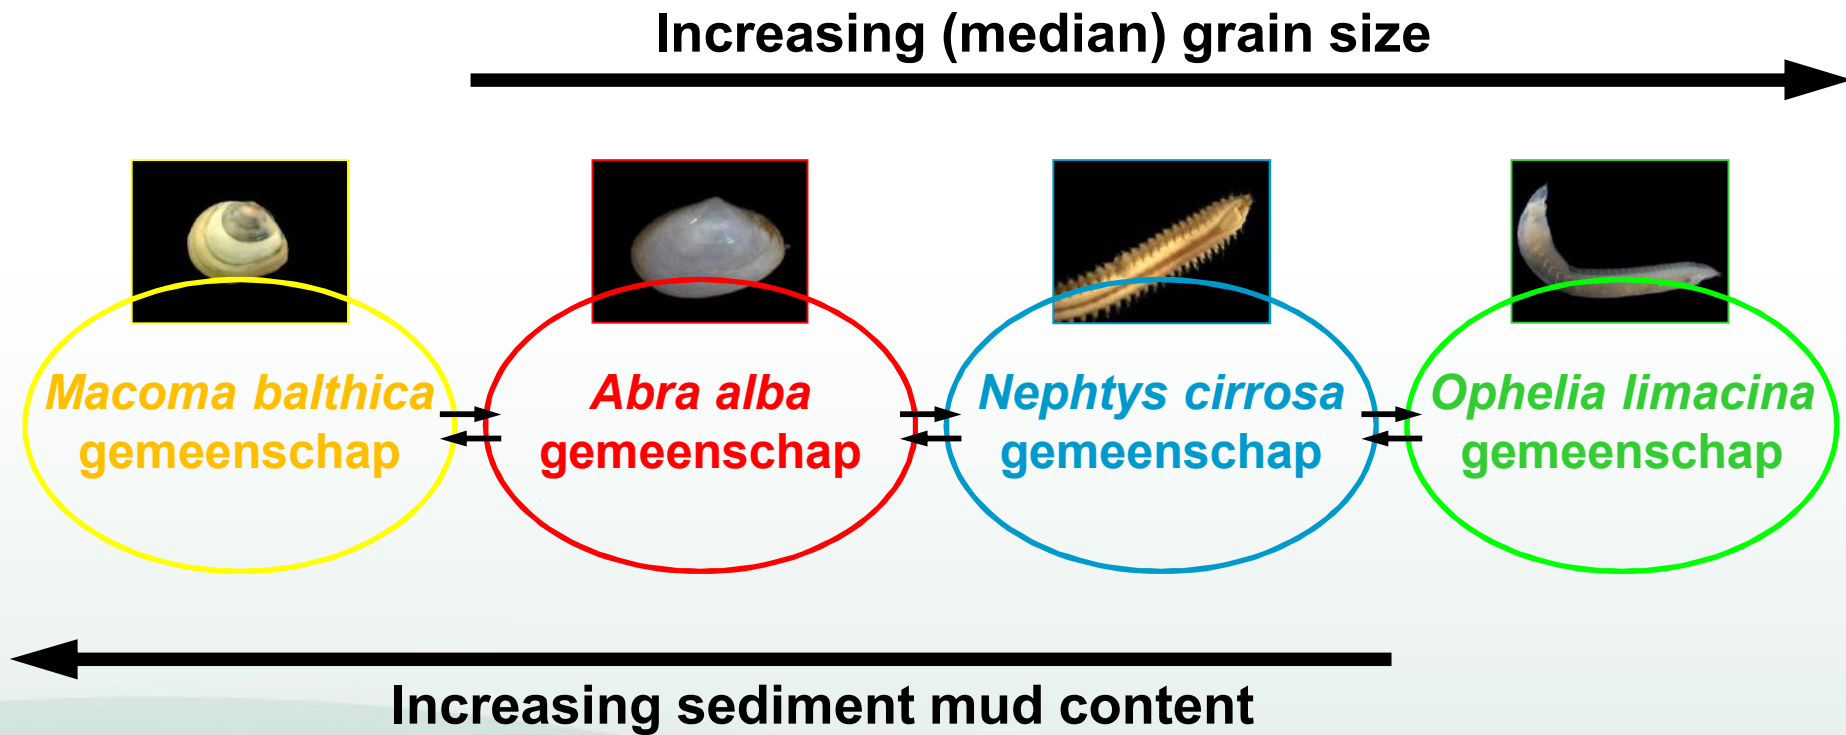 Increasing (median) grain size
Macoma balthica
gemeenschap
Abra alba
gemeenschap
Nephtys cirrosa
gemeenschap
Ophelia limacina
gemeenschap
Increasing sediment mud content